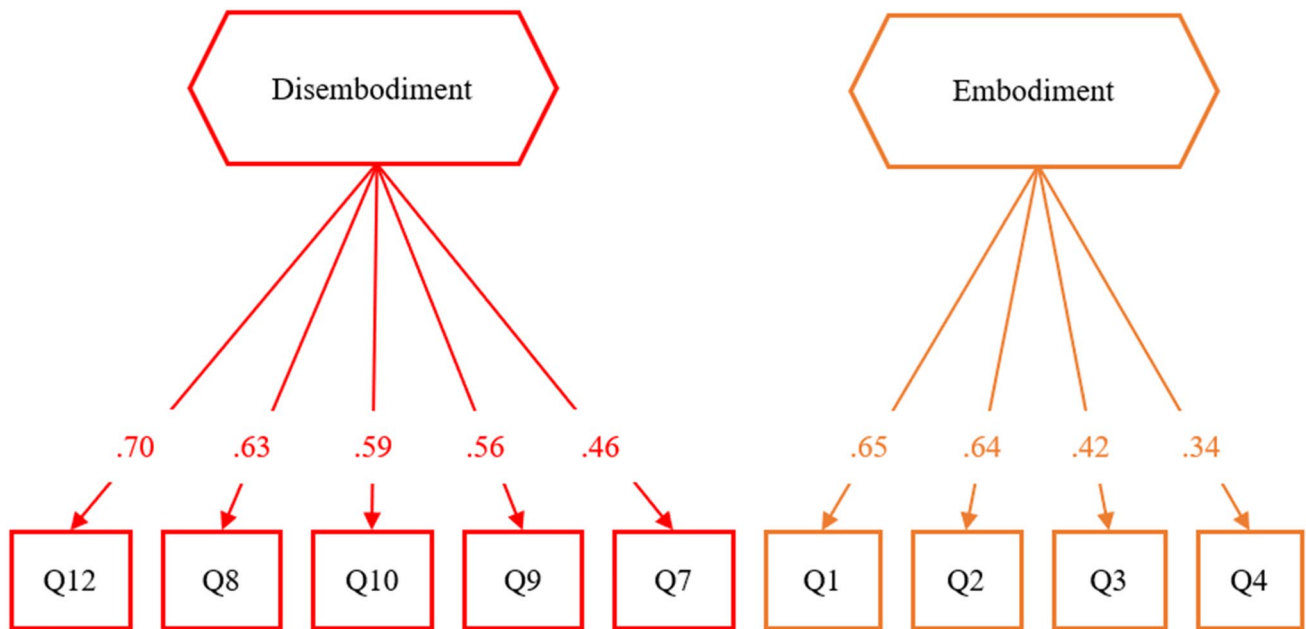 Disembodiment Embodiment
.70 .63 .59 .56 .46 .65 .64 .42 .34
Q12 Q8 Q10 Q9 Q7 Q1 Q2 Q3 Q4